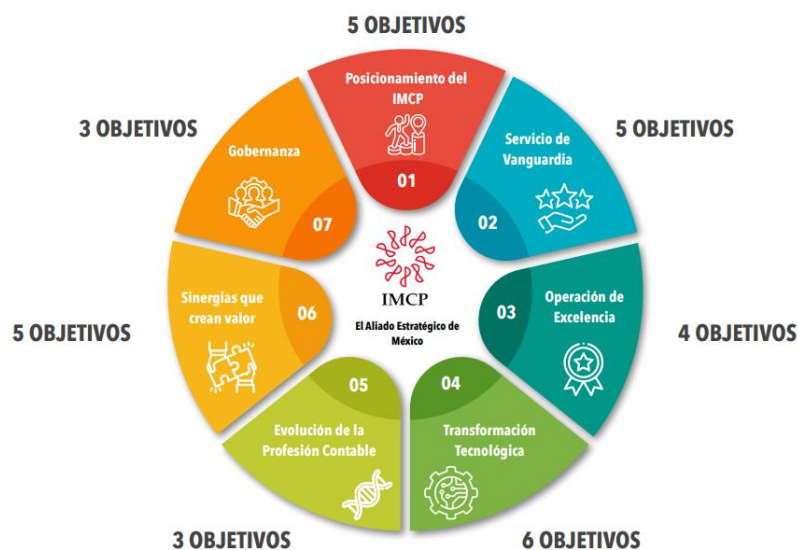 5 OBJETIVOS
Posicionamiento del
IMCP
01
5 OBJETIVOS
Servicio de
Vanguardia
02
4 OBJETIVOS
Operación de
Excelencia
03
6 OBJETIVOS
Transformación
Tecnológica
04
3 OBJETIVOS
Evolución de la
Profesión Contable
05
5 OBJETIVOS
Sinergias que
crean valor
06
3 OBJETIVOS
Gobernanza
07
IMCP
El Aliado Estratégico de
México